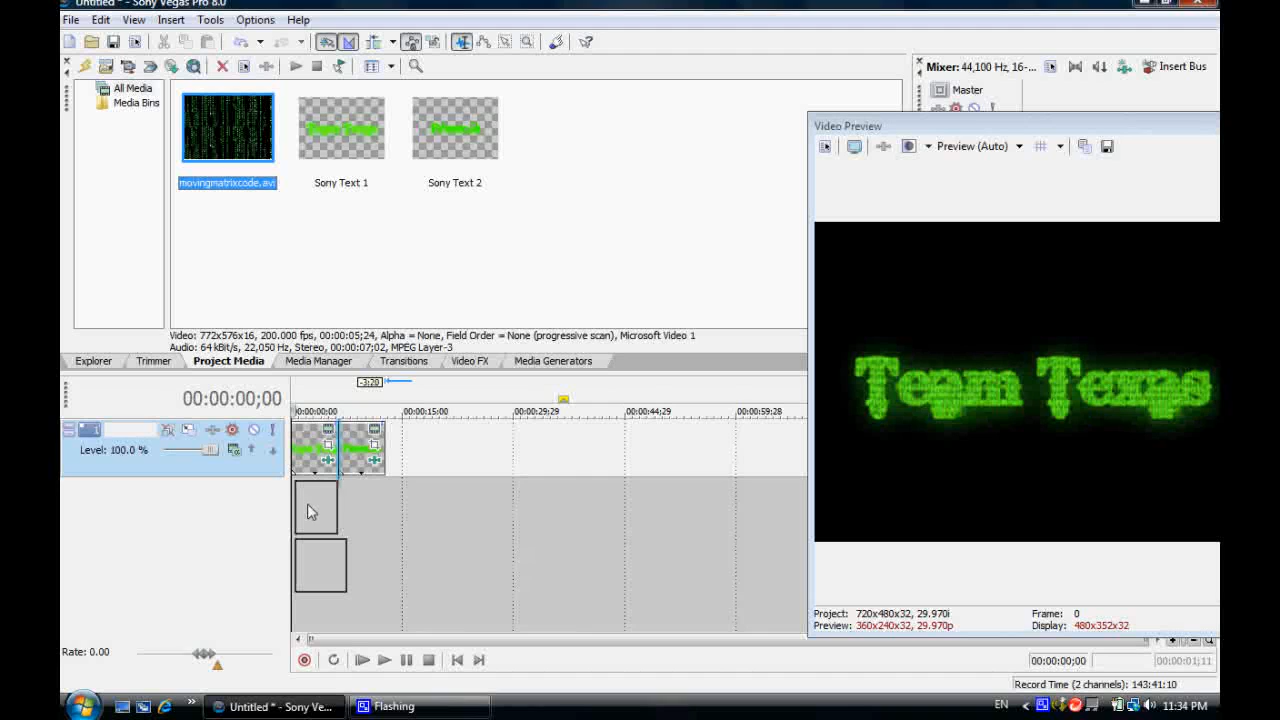 Untitled * - Sony Vegas Pro 8.0
File Edit View Insert Tools Options Help
All Media
Media Bins
movingmatrixcode.avi
Sony Text 1
Sony Text 2
Mixer: 44,100 Hz, 16-...
Insert Bus
Master
Video Preview
Preview (Auto)
Team Texas
Video: 772x576x16, 200.000 fps, 00:00:05;24, Alpha = None, Field Order = None (progressive scan), Microsoft Video 1
Audio: 64 kBit/s, 22,050 Hz, Stereo, 00:00:07;02, MPEG Layer-3
Explorer Trimmer Project Media Media Manager Transitions Video FX Media Generators
00:00:00;00
-3:20
00:00:00 00:00:15:00 00:00:29:29 00:00:44:29 00:00:59:28
Level: 100.0 %
Project: 720x480x32, 29.970i
Frame: 0
Preview: 360x240x32, 29.970p
Display: 480x352x32
Rate: 0.00
00:00:00;00
00:00:01;11
Record Time (2 channels): 143:41:10
Untitled * - Sony Ve...
Flashing
EN
11:34 PM